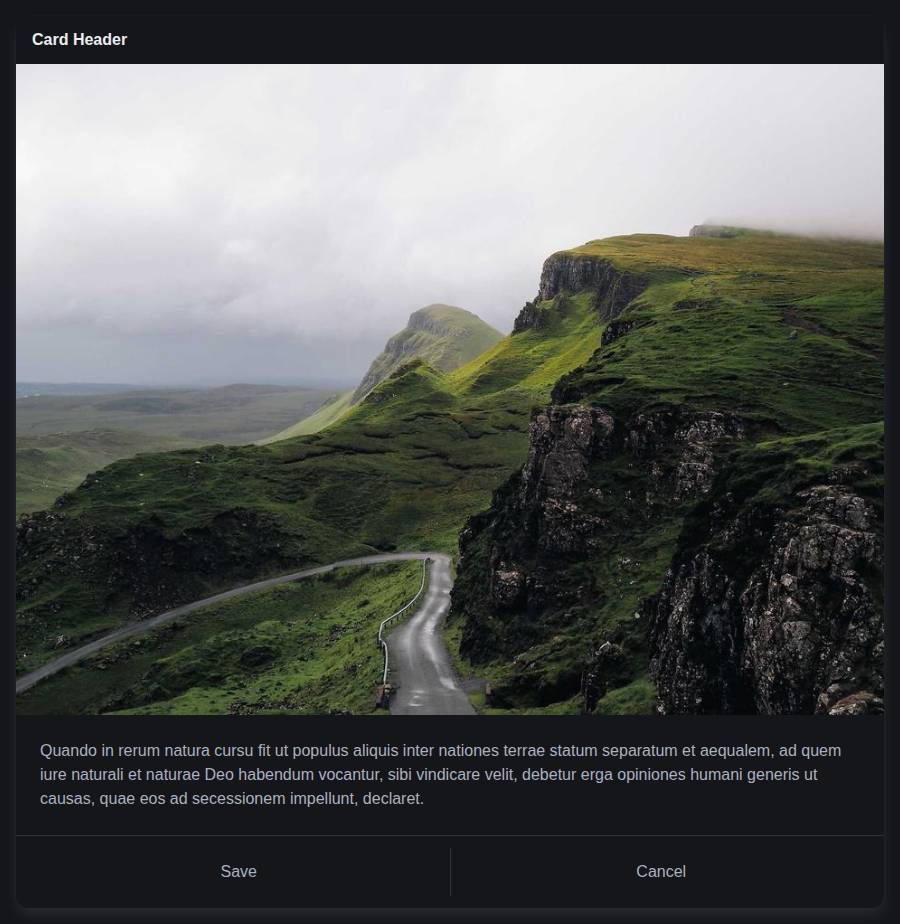 Card Header
Quando in rerum natura cursu fit ut populus aliquis inter nationes terrae statum separatum et aequalem, ad quem
iure naturali et naturae Deo habendum vocantur, sibi vindicare velit, debetur erga opiniones humani generis ut
causas, quae eos ad secessionem impellunt, declaret.
Save
Cancel